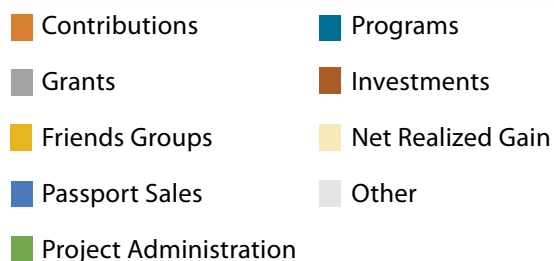 Contributions
Grants
Friends Groups
Passport Sales
Project Administration
Programs
Investments
Net Realized Gain
Other